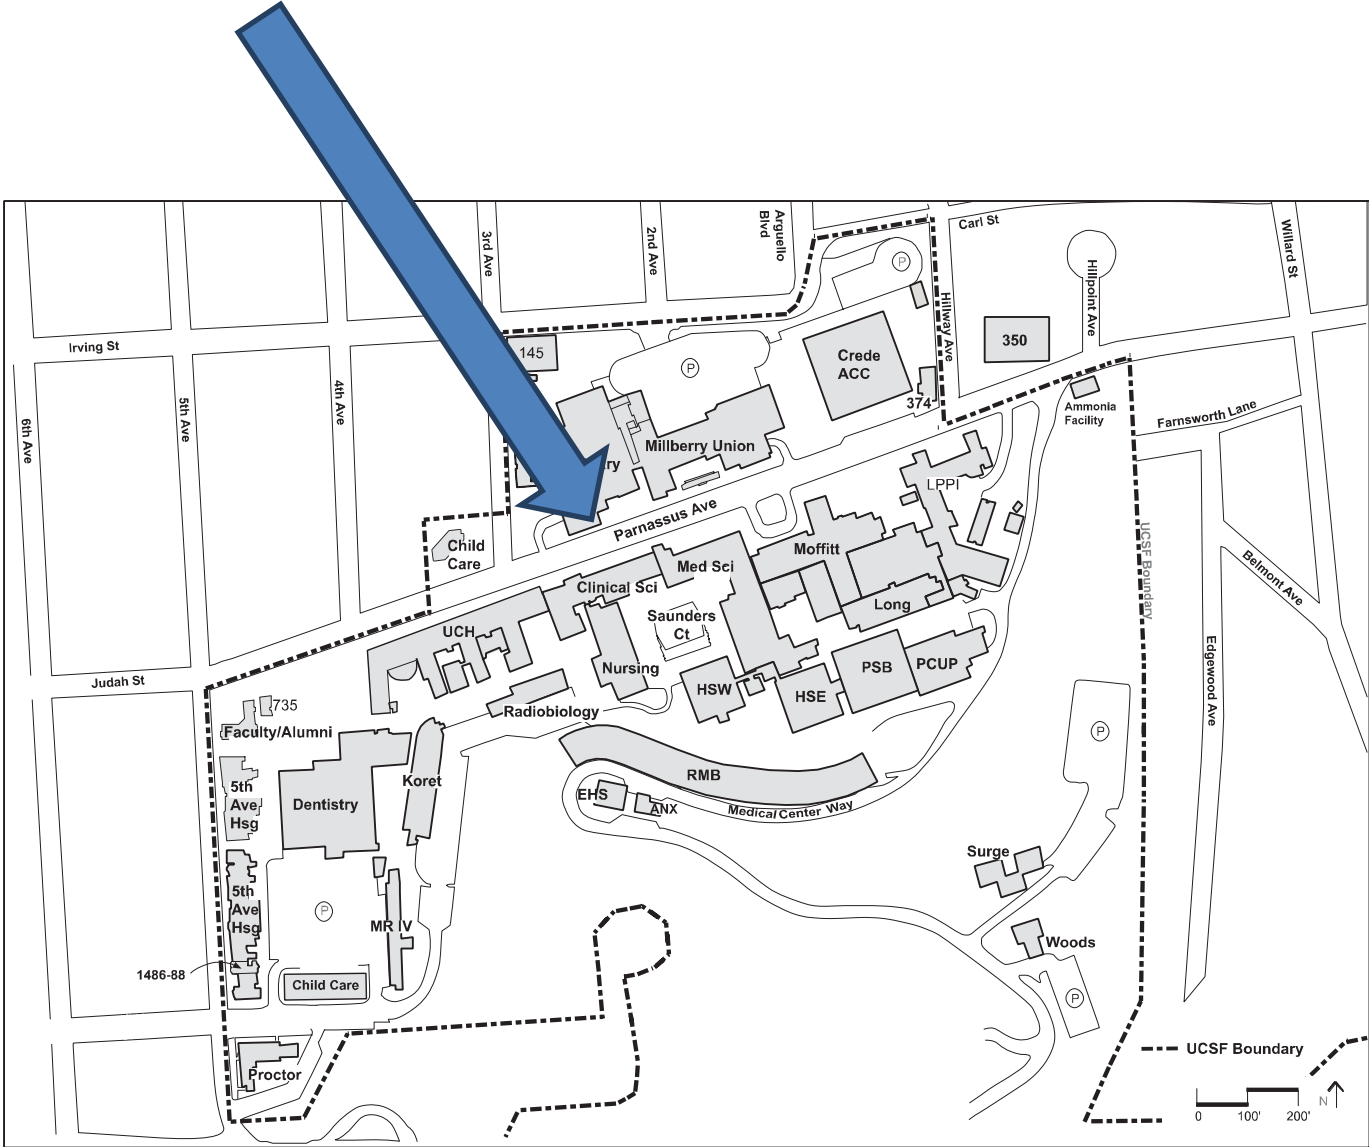 Carl St
Arguello
Blvd
3rd Ave
2nd Ave
Willard St
Hillpoint Ave
Hillway Ave
P
Irving St
145
350
Crede
ACC
P
374
Ammonia
Facility
Farnsworth Lane
4th Ave
5th Ave
6th Ave
Millberry Union
LPPI
Parnassus Ave
Child
Care
Moffitt
Med Sci
Clinical Sci
UCSF Boundary
Belmont Ave
Long
Saunders
Ct
UCH
Nursing
PSB
PCUP
HSW
HSE
Judah St
Edgewood Ave
735
Radiobiology
Faculty/Alumni
P
5th
Ave
Hsg
Koret
Dentistry
RMB
EHS
ANX
Medical Center Way
Surge
5th
Ave
Hsg
P
MR IV
Woods
1486-88
Child Care
P
Proctor
UCSF Boundary
N
0 100' 200'